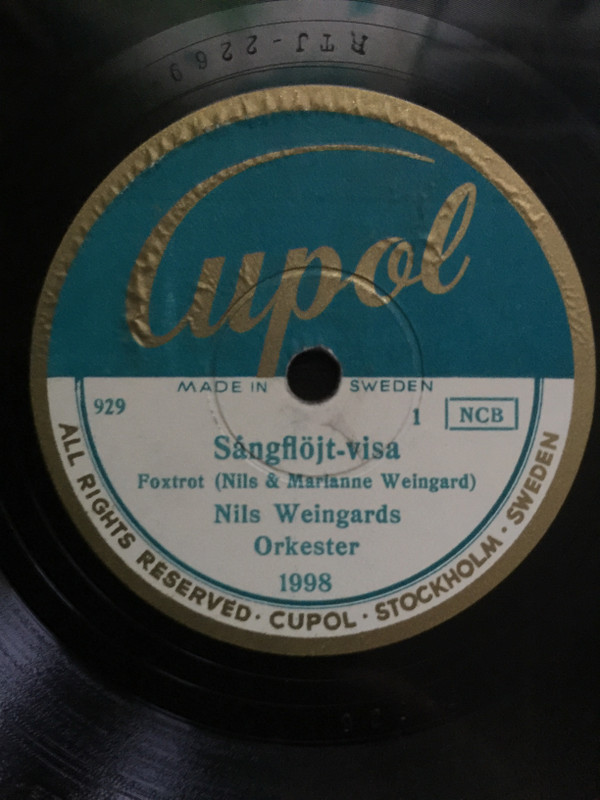 RTJ-2269
Cupol
MADE IN SWEDEN
929
1 NCB
Sångflöjt-visa
Foxtrot (Nils & Marianne Weingard)
Nils Weingards
Orkester
1998
ALL RIGHTS RESERVED · CUPOL · STOCKHOLM · SWEDEN